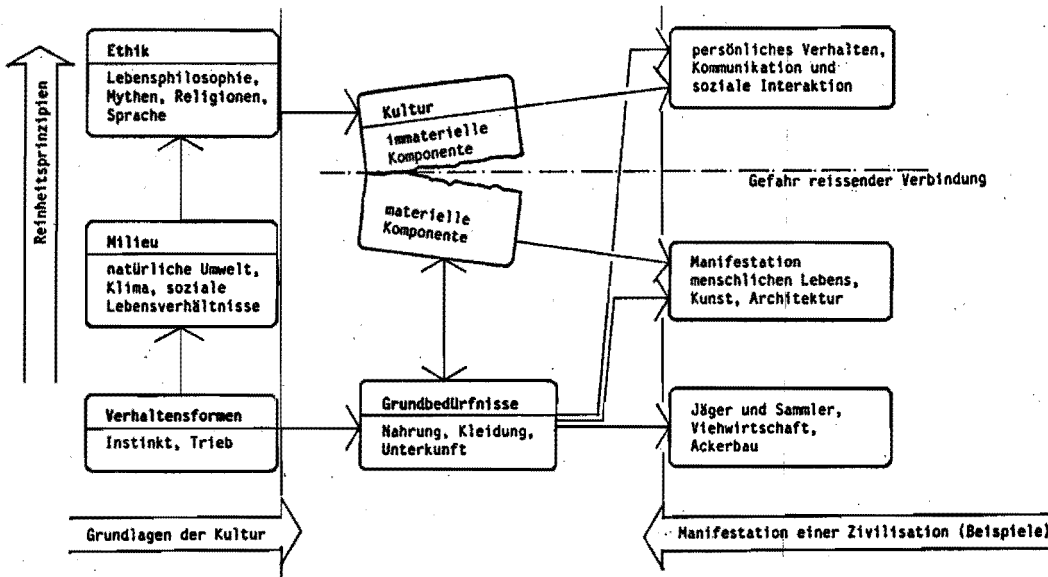 Reinheitsprinzipien
Ethik
Lebensphilosophie,
Mythen, Religionen,
Sprache
Milieu
natürliche Umwelt,
Klima, soziale
Lebensverhältnisse
Verhaltensformen
Instinkt, Trieb
Kultur
immaterielle
Komponente
materielle
Komponente
Grundbedürfnisse
Nahrung, Kleidung,
Unterkunft
persönliches Verhalten,
Kommunikation und
soziale Interaktion
Gefahr reissender Verbindung
Manifestation
menschlichen Lebens,
Kunst, Architektur
Jäger und Sammler,
Viehwirtschaft,
Ackerbau
Grundlagen der Kultur
Manifestation einer Zivilisation (Beispiele)